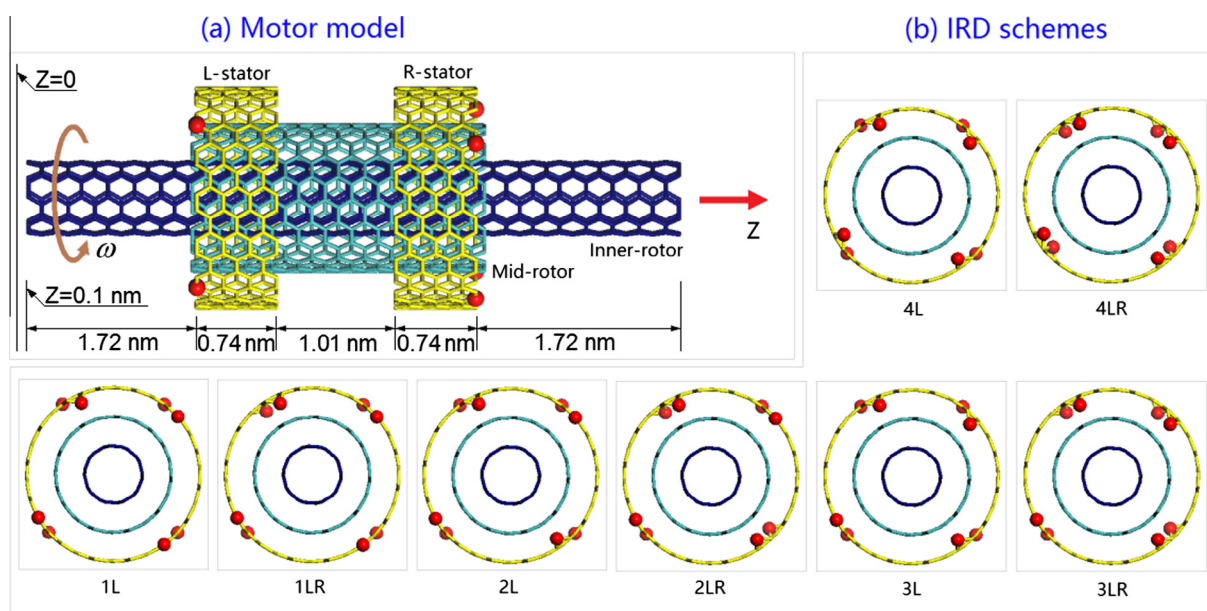 (a) Motor model
(b) IRD schemes
Z=0
L-stator
R-stator
ω
Z
Inner-rotor
Mid-rotor
Z=0.1 nm
1.72 nm
0.74 nm
1.01 nm
0.74 nm
1.72 nm
4L
4LR
1L
1LR
2L
2LR
3L
3LR